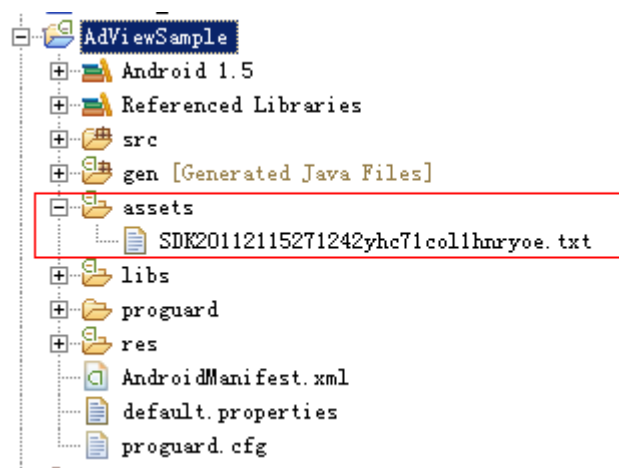 AdViewSample
Android 1.5
Referenced Libraries
src
gen [Generated Java Files]
assets
SDK20112115271242yhc71col1hnryoe.txt
libs
proguard
res
AndroidManifest.xml
default.properties
proguard.cfg